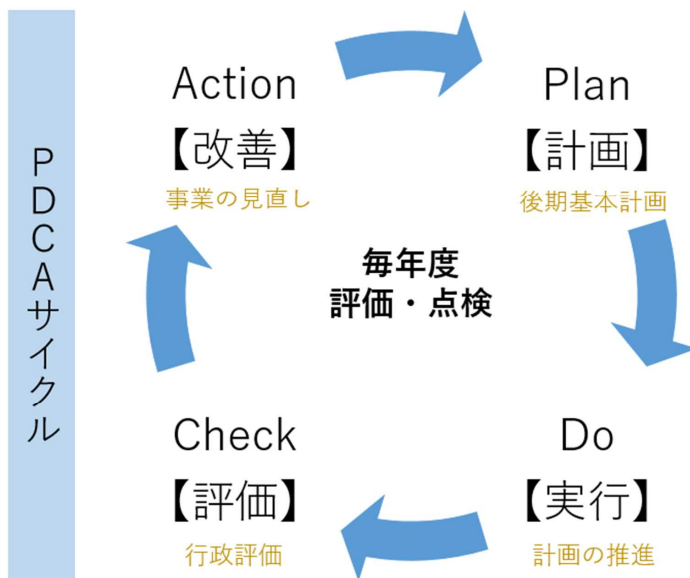 PDCAサイクル
Action
【改善】
事業の見直し
Plan
【計画】
後期基本計画
毎年度
評価・点検
Check
【評価】
行政評価
Do
【実行】
計画の推進